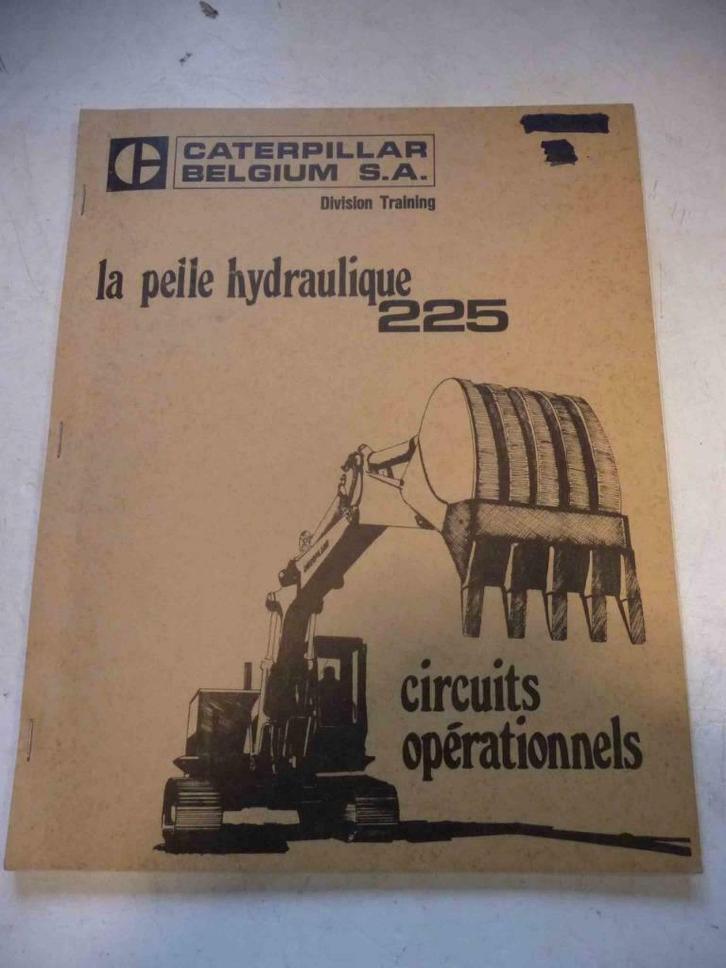 CATERPILLAR
BELGIUM S.A.
Division Training
la pelle hydraulique
225
circuits
opérationnels